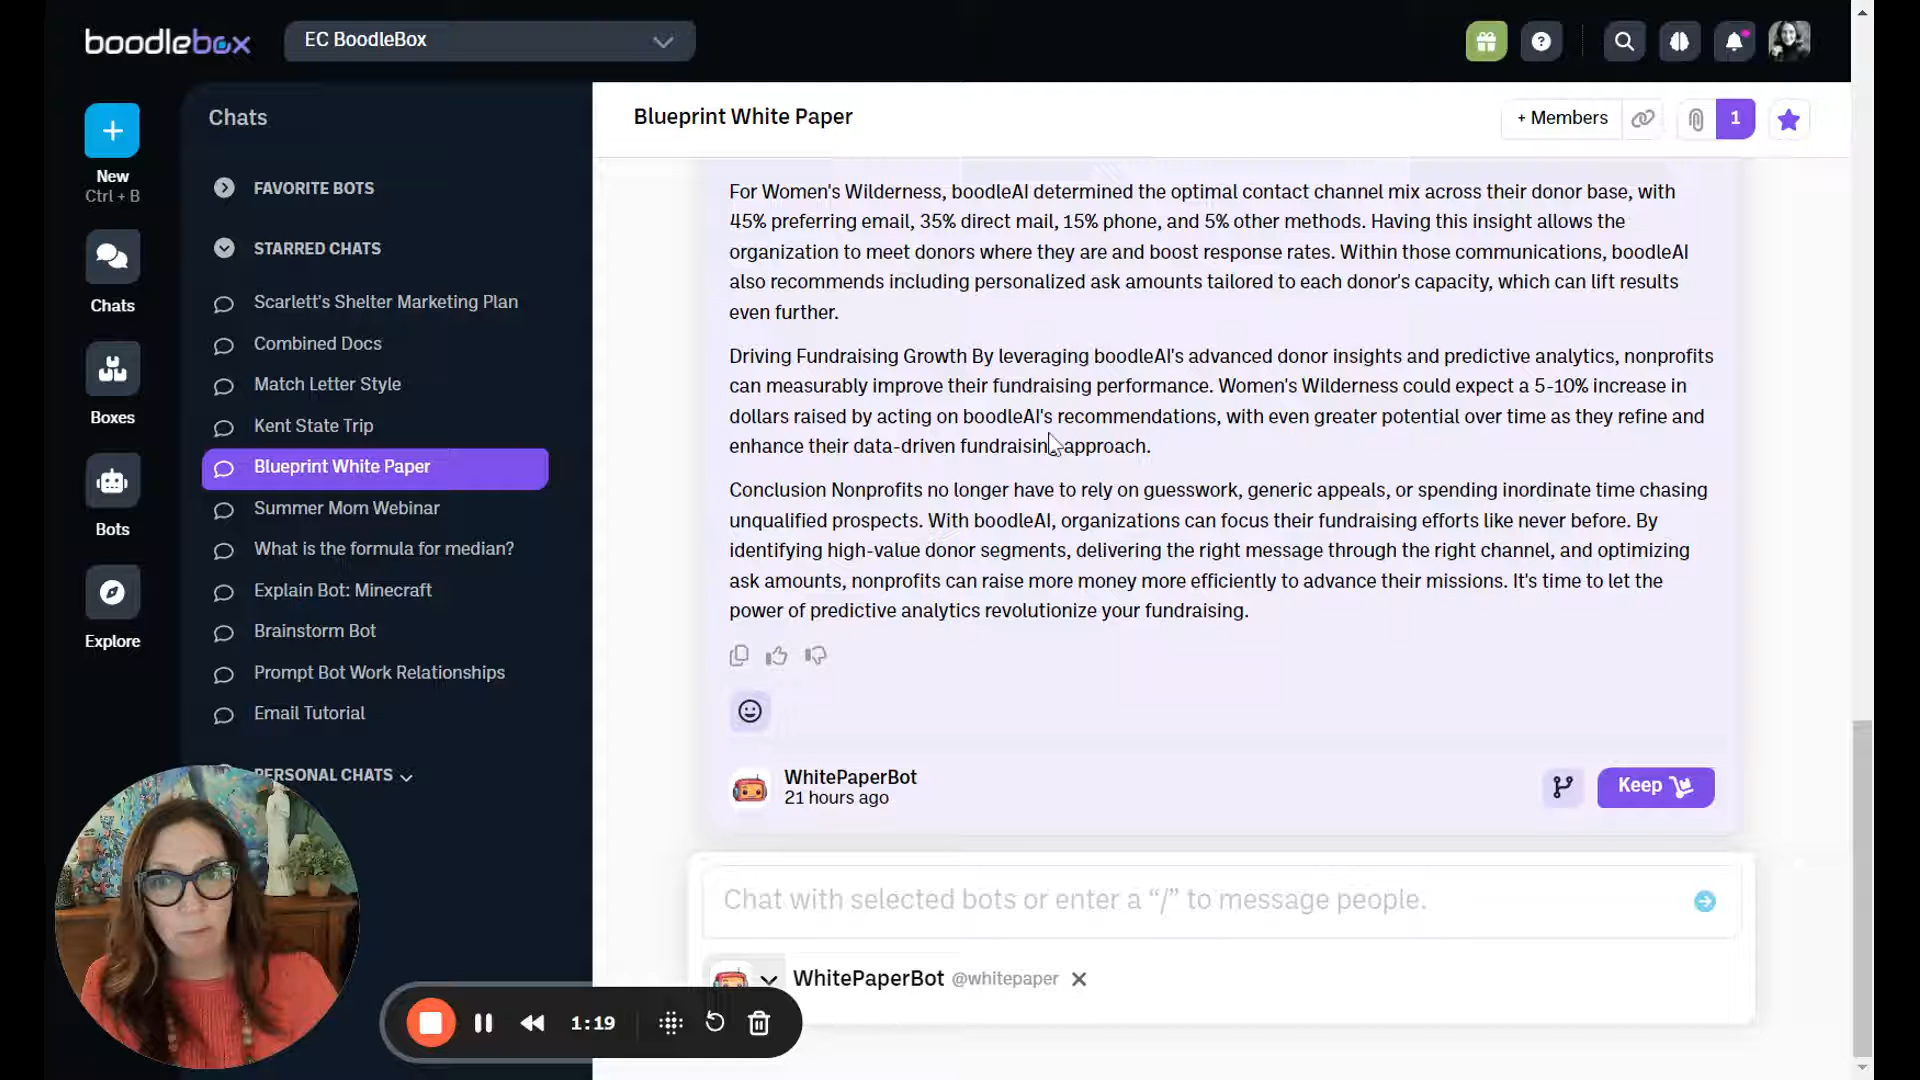 boodlebox
EC BoodleBox
New
Ctrl + B
Chats
Boxes
Bots
Explore
Chats
FAVORITE BOTS
STARRED CHATS
Scarlett's Shelter Marketing Plan
Combined Docs
Match Letter Style
Kent State Trip
Blueprint White Paper
Summer Mom Webinar
What is the formula for median?
Explain Bot: Minecraft
Brainstorm Bot
Prompt Bot Work Relationships
Email Tutorial
PERSONAL CHATS
Blueprint White Paper
+ Members
1
For Women's Wilderness, boodleAI determined the optimal contact channel mix across their donor base, with
45% preferring email, 35% direct mail, 15% phone, and 5% other methods. Having this insight allows the
organization to meet donors where they are and boost response rates. Within those communications, boodleAI
also recommends including personalized ask amounts tailored to each donor's capacity, which can lift results
even further.
Driving Fundraising Growth By leveraging boodleAI's advanced donor insights and predictive analytics, nonprofits
can measurably improve their fundraising performance. Women's Wilderness could expect a 5-10% increase in
dollars raised by acting on boodleAI's recommendations, with even greater potential over time as they refine and
enhance their data-driven fundraising approach.
Conclusion Nonprofits no longer have to rely on guesswork, generic appeals, or spending inordinate time chasing
unqualified prospects. With boodleAI, organizations can focus their fundraising efforts like never before. By
identifying high-value donor segments, delivering the right message through the right channel, and optimizing
ask amounts, nonprofits can raise more money more efficiently to advance their missions. It's time to let the
power of predictive analytics revolutionize your fundraising.
WhitePaperBot
21 hours ago
Keep
Chat with selected bots or enter a “/” to message people.
WhitePaperBot @whitepaper
1:19